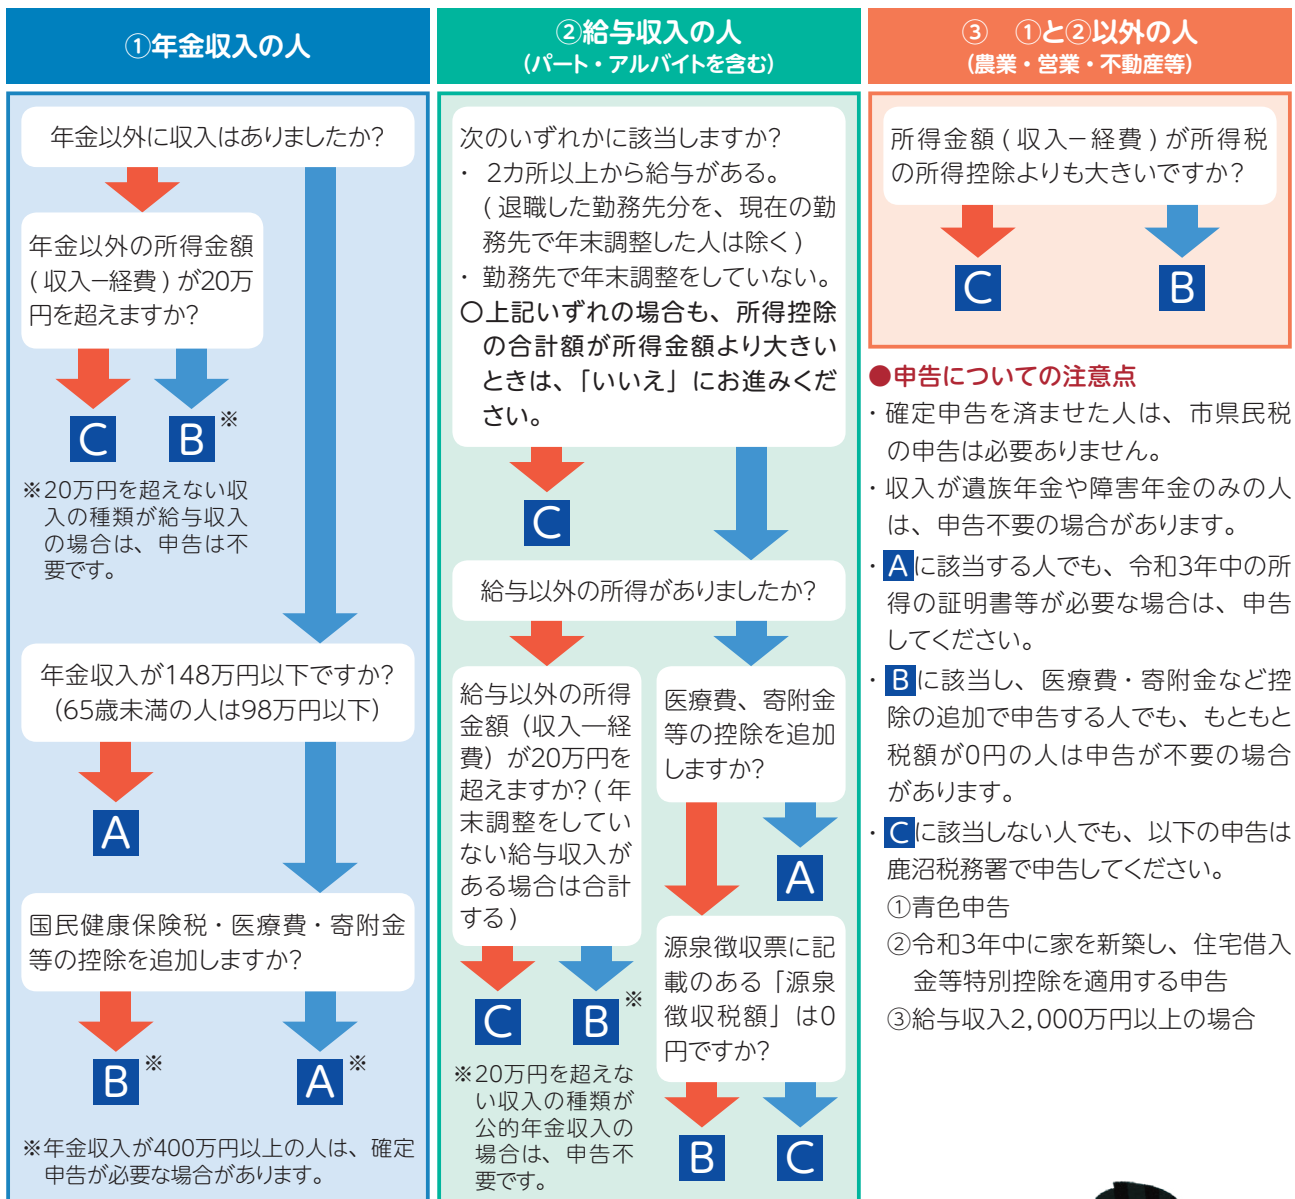 ①年金収入の人
年金以外に収入はありましたか?
年金以外の所得金額
(収入ー経費)が20万
円を超えますか?
C
B※
※20万円を超えない収
入の種類が給与収入
の場合は、申告は不
要です。
年金収入が148万円以下ですか?
(65歳未満の人は98万円以下)
A
国民健康保険税・医療費・寄附金
等の控除を追加しますか?
B※
A※
※年金収入が400万円以上の人は、確定
申告が必要な場合があります。
②給与収入の人
(パート・アルバイトを含む)
次のいずれかに該当しますか?
・ 2カ所以上から給与がある。
(退職した勤務先分を、現在の勤
務先で年末調整した人は除く)
・ 勤務先で年末調整をしていない。
〇上記いずれの場合も、所得控除
の合計額が所得金額より大きい
ときは、「いいえ」にお進みくだ
さい。
C
給与以外の所得がありましたか?
給与以外の所得
金額(収入―経
費)が20万円を
超えますか?(年
末調整をしてい
ない給与収入が
ある場合は合計
する)
C
B※
※20万円を超えな
い収入の種類が
公的年金収入の
場合は、申告不
要です。
医療費、寄附金
等の控除を追加
しますか?
A
源泉徴収票に記
載のある「源泉
徴収税額」は0
円ですか?
B
C
③ ①と②以外の人
(農業・営業・不動産等)
所得金額(収入ー経費)が所得税
の所得控除よりも大きいですか?
C
B
●申告についての注意点
・確定申告を済ませた人は、市県民税
の申告は必要ありません。
・収入が遺族年金や障害年金のみの人
は、申告不要の場合があります。
・Aに該当する人でも、令和3年中の所
得の証明書等が必要な場合は、申告
してください。
・Bに該当し、医療費・寄附金など控
除の追加で申告する人でも、もともと
税額が0円の人は申告が不要の場合
があります。
・Cに該当しない人でも、以下の申告は
鹿沼税務署で申告してください。
①青色申告
②令和3年中に家を新築し、住宅借入
金等特別控除を適用する申告
③給与収入2,000万円以上の場合